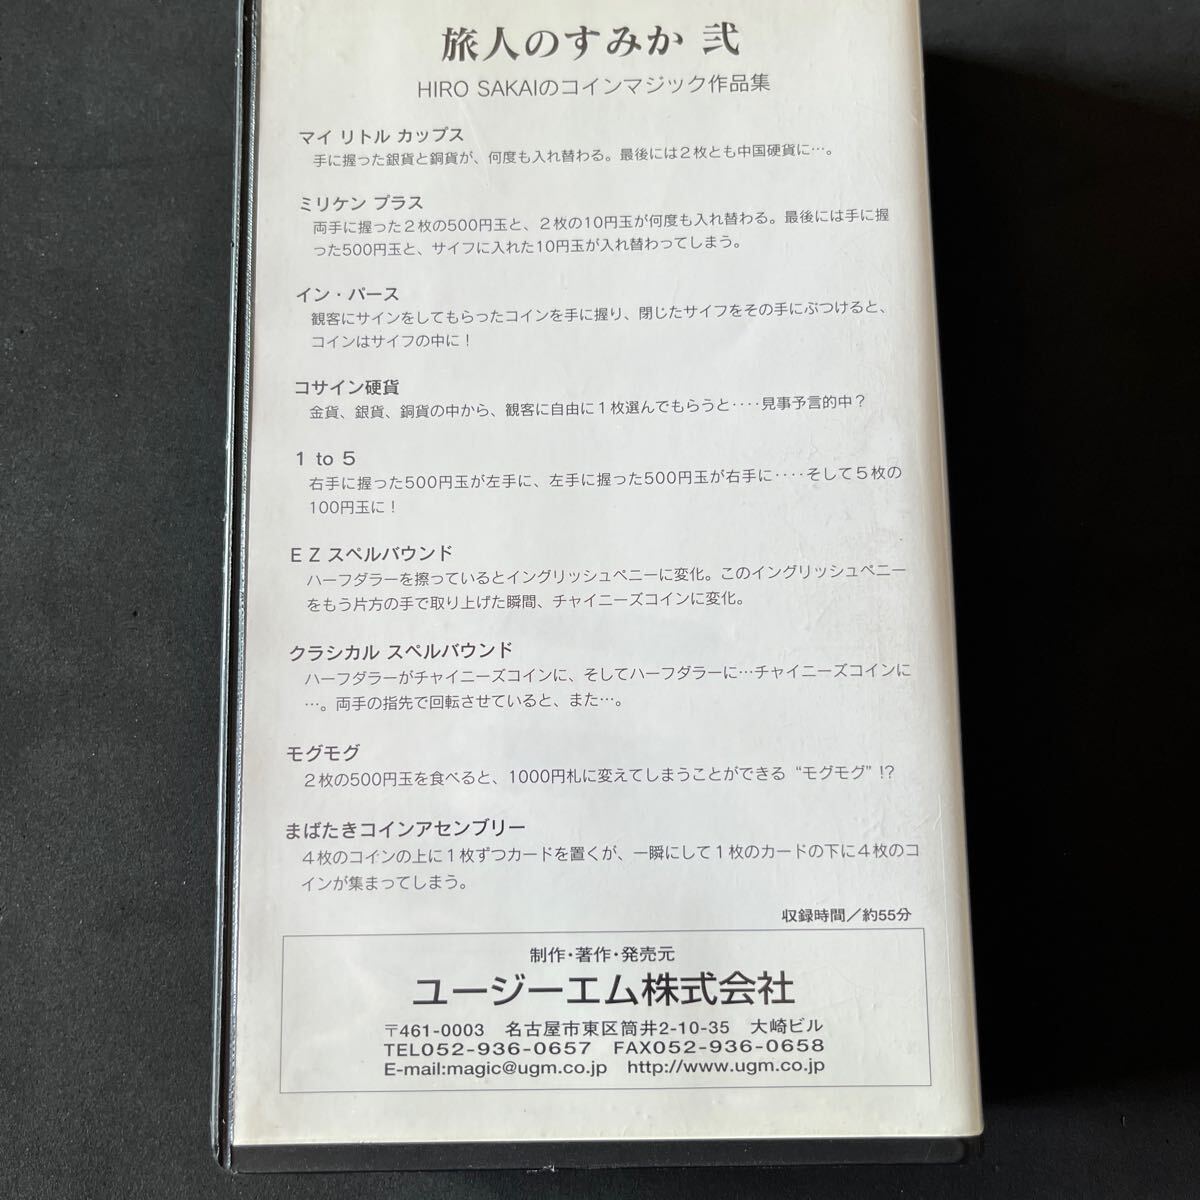 旅人のすみか 弐
HIRO SAKAIのコインマジック作品集
マイ リトル カップス
手に握った銀貨と銅貨が、何度も入れ替わる。最後には2枚とも中国硬貨に…。
ミリケン プラス
両手に握った2枚の500円玉と、2枚の10円玉が何度も入れ替わる。最後には手に握
った500円玉と、サイフに入れた10円玉が入れ替わってしまう。
イン・パース
観客にサインをしてもらったコインを手に握り、閉じたサイフをその手にぶつけると、
コインはサイフの中に！
コサイン硬貨
金貨、銀貨、銅貨の中から、観客に自由に1枚選んでもらうと‥‥見事予言的中？
1 to 5
右手に握った500円玉が左手に、左手に握った500円玉が右手に‥‥そして5枚の
100円玉に！
EZ スペルバウンド
ハーフダラーを擦っているとイングリッシュペニーに変化。このイングリッシュペニー
をもう片方の手で取り上げた瞬間、チャイニーズコインに変化。
クラシカル スペルバウンド
ハーフダラーがチャイニーズコインに、そしてハーフダラーに…チャイニーズコインに
…。両手の指先で回転させていると、また…。
モグモグ
2枚の500円玉を食べると、1000円札に変えてしまうことができる “モグモグ” !?
まばたきコインアセンブリー
4枚のコインの上に1枚ずつカードを置くが、一瞬にして1枚のカードの下に4枚のコ
インが集まってしまう。
収録時間／約55分
制作・著作・発売元
ユージーエム株式会社
〒461-0003 名古屋市東区筒井2-10-35 大崎ビル
TEL052-936-0657 FAX052-936-0658
E-mail:magic@ugm.co.jp http://www.ugm.co.jp